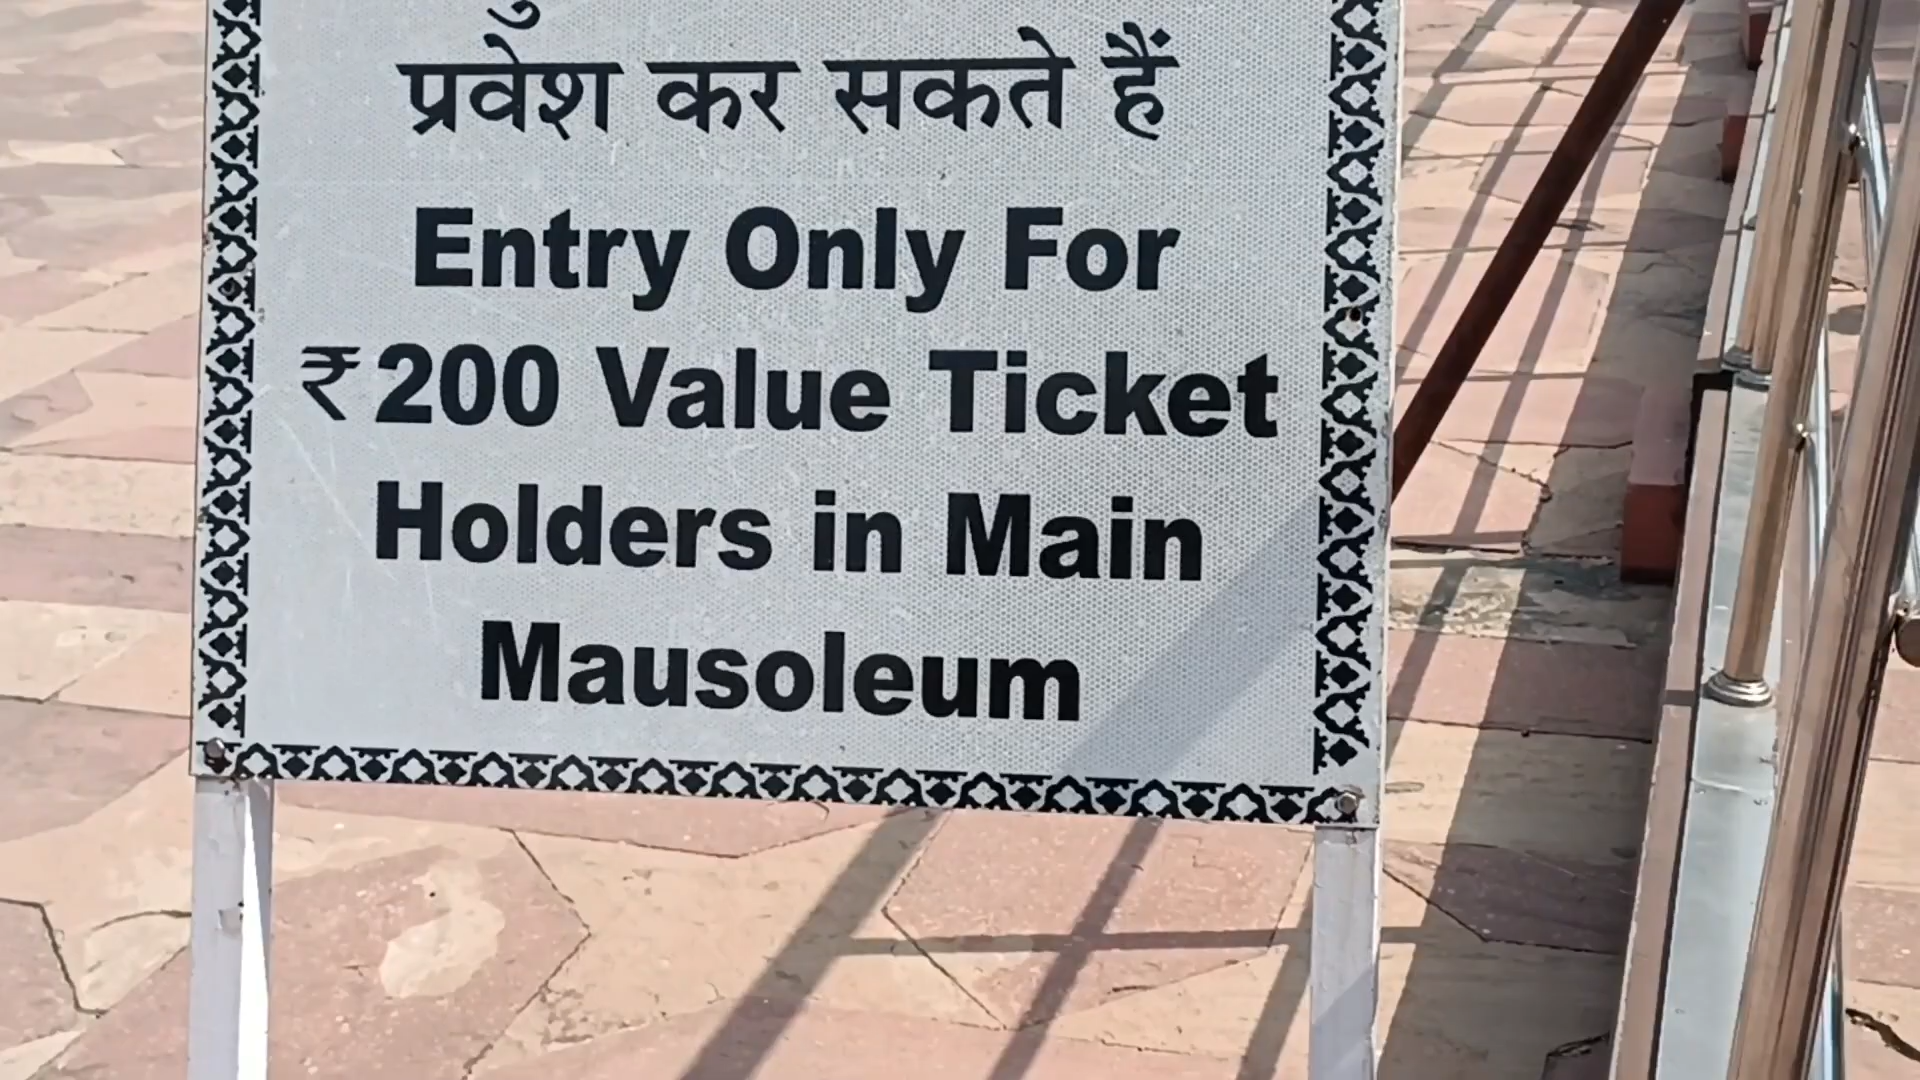 प्रवेश कर सकते हैं
Entry Only For
₹200 Value Ticket
Holders in Main
Mausoleum